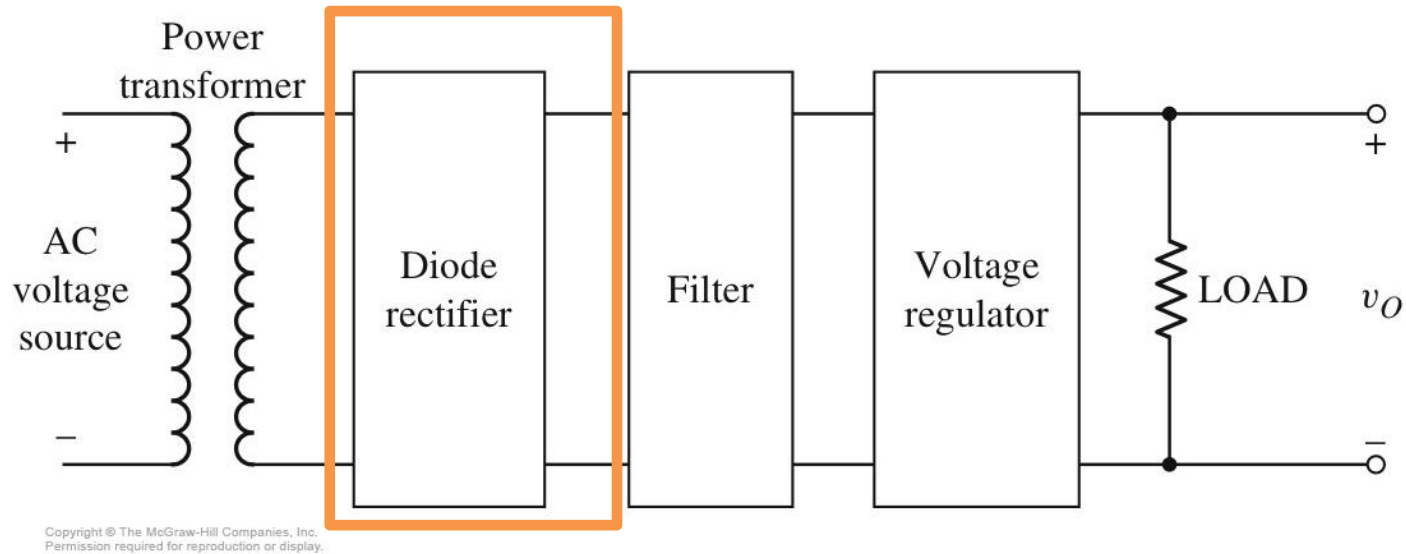 Power
transformer
+
AC
voltage
source
−
Diode
rectifier
Filter
Voltage
regulator
LOAD
+
v_O
−
Copyright © The McGraw-Hill Companies, Inc.
Permission required for reproduction or display.